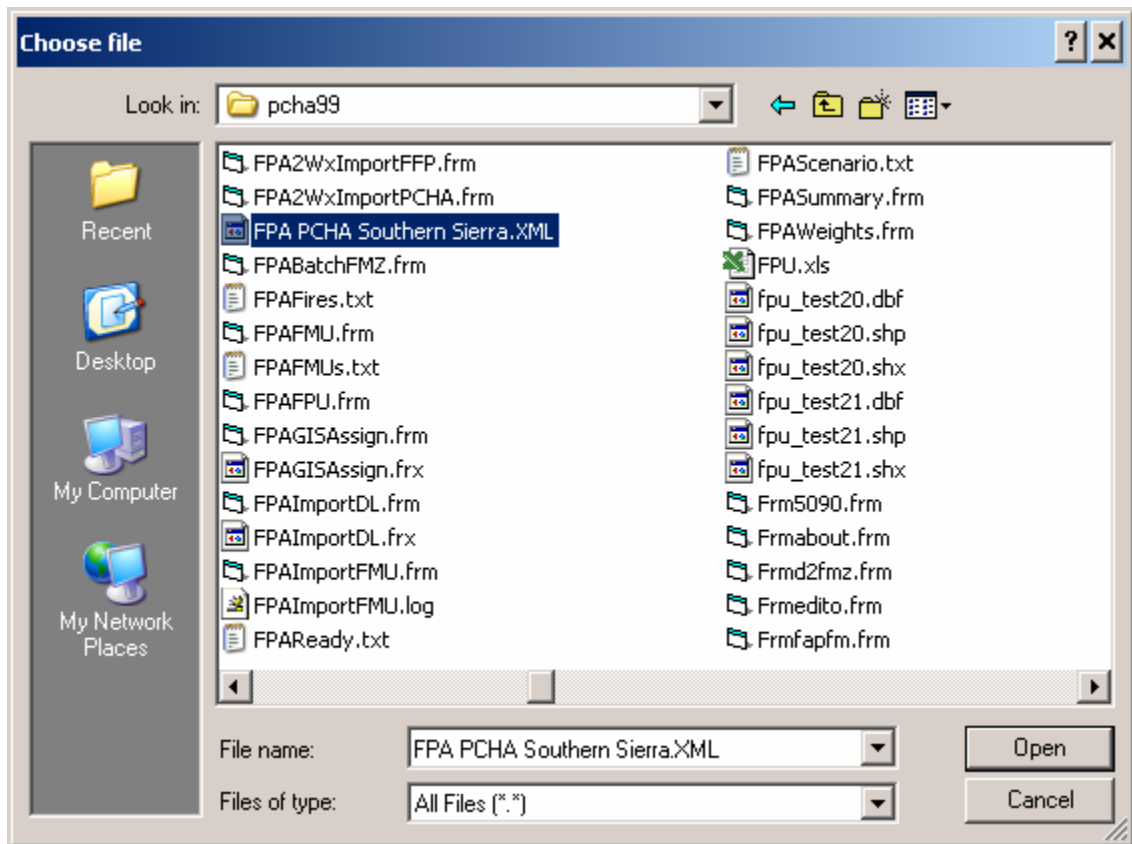 Choose file
Look in:
pcha99
Recent
Desktop
My Computer
My Network
Places
FPA2WxImportFFP.frm
FPA2WxImportPCHA.frm
FPA PCHA Southern Sierra.XML
FPABatchFMZ.frm
FPAFires.txt
FPAFMU.frm
FPAFMUs.txt
FPAFPU.frm
FPAGISAssign.frm
FPAGISAssign.frx
FPAImportDL.frm
FPAImportDL.frx
FPAImportFMU.frm
FPAImportFMU.log
FPAReady.txt
FPAScenario.txt
FPASummary.frm
FPAWeights.frm
FPU.xls
fpu_test20.dbf
fpu_test20.shp
fpu_test20.shx
fpu_test21.dbf
fpu_test21.shp
fpu_test21.shx
Frm5090.frm
Frmabout.frm
Frmd2fmz.frm
Frmedito.frm
Frmfapfm.frm
File name:
FPA PCHA Southern Sierra.XML
Open
Files of type:
All Files (*.*)
Cancel